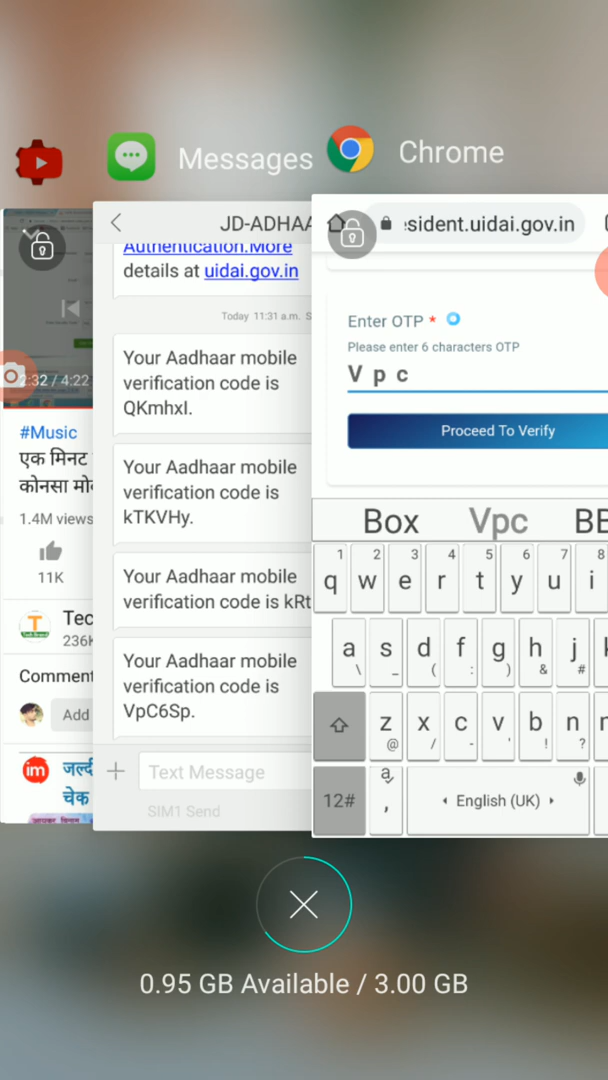 Messages
Chrome
JD-ADHAA
Authentication.More
details at uidai.gov.in
Today 11:31 a.m. S
Your Aadhaar mobile
verification code is
QKmhxI.
Your Aadhaar mobile
verification code is
kTKVHy.
Your Aadhaar mobile
verification code is kRt
Your Aadhaar mobile
verification code is
VpC6Sp.
Text Message
SIM1 Send
esident.uidai.gov.in
Enter OTP *
Please enter 6 characters OTP
V p c
Proceed To Verify
Box Vpc BE
1 2 3 4 5 6 7 8
q w e r t y u i
a s d f g h j k
\ _ ( : ) & #
z x c v b n m
@ / - ' ! ?
12# , English (UK)
2:32 / 4:22
#Music
एक मिनट
कोनसा मो
1.4M views
11K
T
Tec
236K
Comment
Add
im
जल्दी
चेक
0.95 GB Available / 3.00 GB